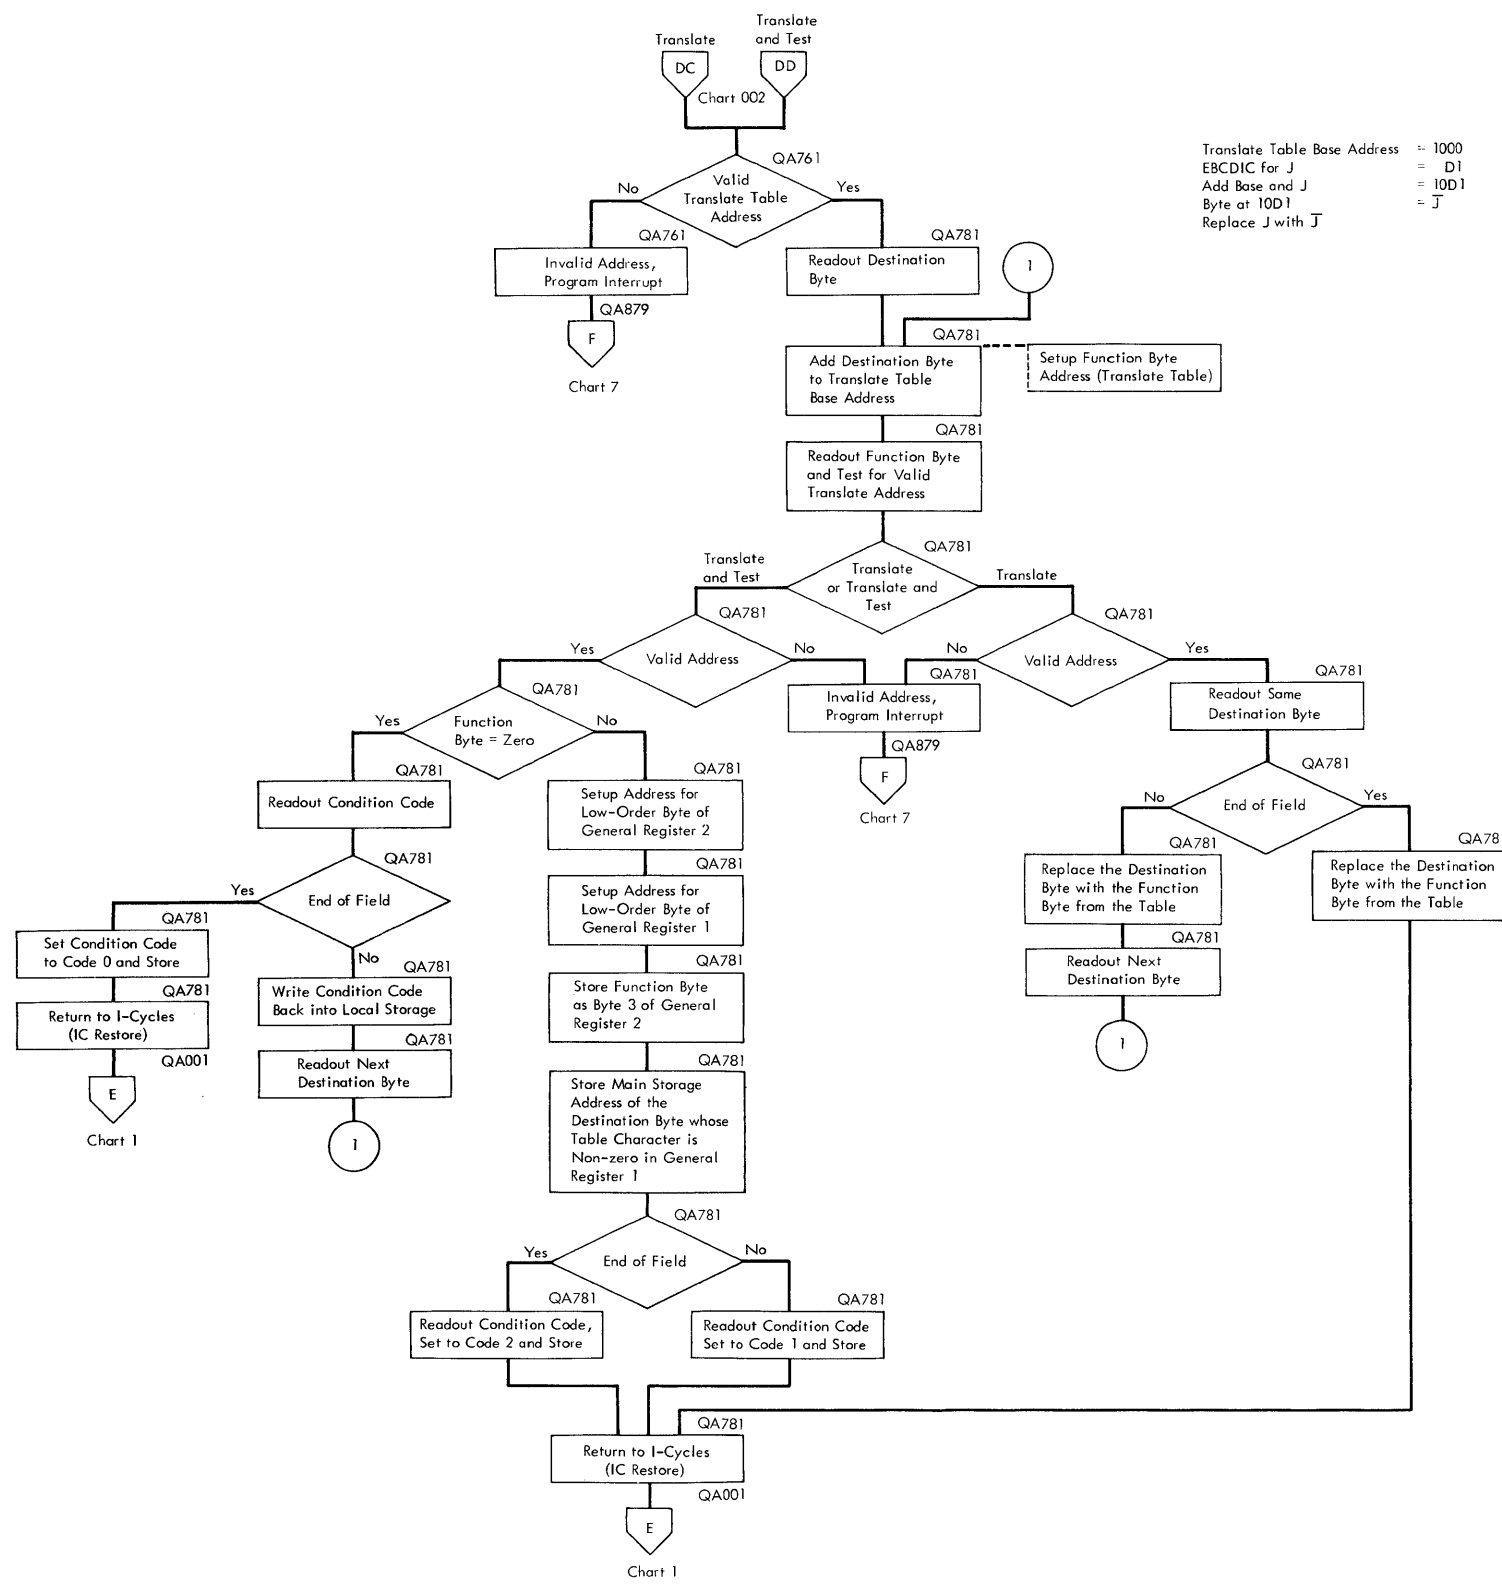 Translate
Translate
and Test
DC
DD
Chart 002
QA761
Valid
Translate Table
Address
No
Yes
Translate Table Base Address = 1000
EBCDIC for J = D1
Add Base and J = 10D1
Byte at 10D1 = J̅
Replace J with J̅
QA761
Invalid Address,
Program Interrupt
QA879
F
Chart 7
QA781
Readout Destination
Byte
1
QA781
Add Destination Byte
to Translate Table
Base Address
Setup Function Byte
Address (Translate Table)
QA781
Readout Function Byte
and Test for Valid
Translate Address
QA781
Translate
or Translate and
Test
Translate
and Test
Translate
QA781
Valid Address
Yes
No
QA781
Valid Address
No
Yes
QA781
Invalid Address,
Program Interrupt
QA879
F
Chart 7
QA781
Readout Same
Destination Byte
QA781
Function
Byte = Zero
Yes
No
QA781
End of Field
No
Yes
QA781
Readout Condition Code
QA781
Setup Address for
Low-Order Byte of
General Register 2
QA781
Replace the Destination
Byte with the Function
Byte from the Table
QA78
Replace the Destination
Byte with the Function
Byte from the Table
QA781
End of Field
Yes
No
QA781
Setup Address for
Low-Order Byte of
General Register 1
QA781
Set Condition Code
to Code 0 and Store
QA781
Write Condition Code
Back into Local Storage
QA781
Store Function Byte
as Byte 3 of General
Register 2
QA781
Readout Next
Destination Byte
1
QA781
Return to I-Cycles
(IC Restore)
QA001
E
Chart 1
QA781
Readout Next
Destination Byte
1
QA781
Store Main Storage
Address of the
Destination Byte whose
Table Character is
Non-zero in General
Register 1
QA781
End of Field
Yes
No
QA781
Readout Condition Code,
Set to Code 2 and Store
QA781
Readout Condition Code
Set to Code 1 and Store
QA781
Return to I-Cycles
(IC Restore)
QA001
E
Chart 1